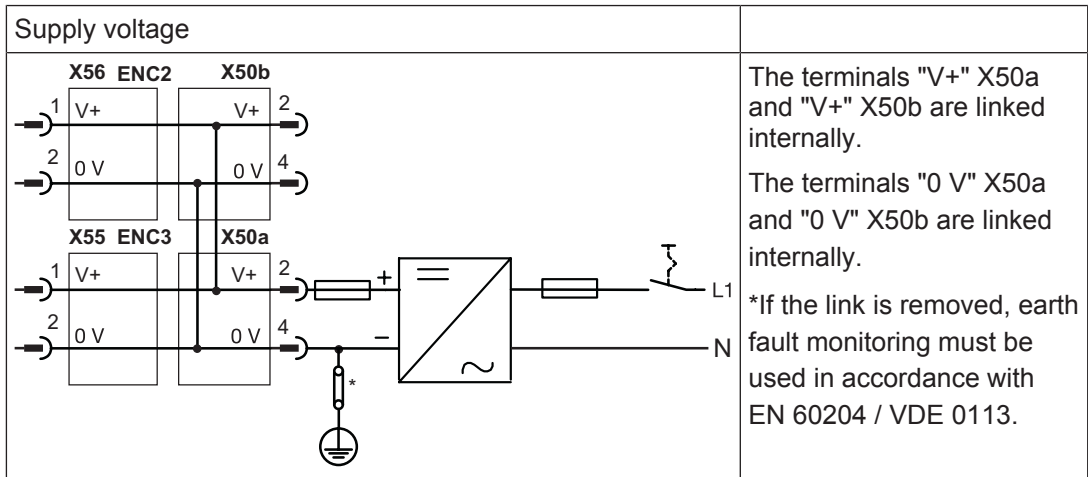 Supply voltage
X56 ENC2 X50b
1 V+ V+ 2
2 0 V 0 V 4
X55 ENC3 X50a
1 V+ V+ 2 + L1
2 0 V 0 V 4 – N
*
The terminals "V+" X50a
and "V+" X50b are linked
internally.
The terminals "0 V" X50a
and "0 V" X50b are linked
internally.
*If the link is removed, earth
fault monitoring must be
used in accordance with
EN 60204 / VDE 0113.